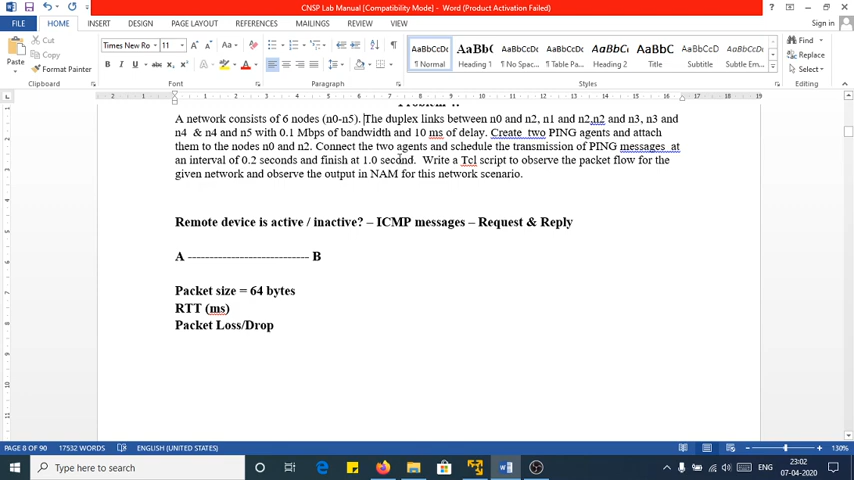 CNSP Lab Manual [Compatibility Mode] - Word (Product Activation Failed)
FILE HOME INSERT DESIGN PAGE LAYOUT REFERENCES MAILINGS REVIEW VIEW Sign in
Cut
Copy
Format Painter
Paste
Clipboard
Times New Ro 11
Font
Paragraph
AaBbCcDc AaBb( AaBbCcDc AaBbCcDc AaBbCcI AaBbC AaBbCcD AaBbCcDc
¶ Normal Heading 1 ¶ No Spac... ¶ Table Pa... Heading 2 Title Subtitle Subtle Em...
Styles
Find
Replace
Select
Editing
A network consists of 6 nodes (n0-n5). The duplex links between n0 and n2, n1 and n2,n2 and n3, n3 and
n4 & n4 and n5 with 0.1 Mbps of bandwidth and 10 ms of delay. Create two PING agents and attach
them to the nodes n0 and n2. Connect the two agents and schedule the transmission of PING messages at
an interval of 0.2 seconds and finish at 1.0 second. Write a Tcl script to observe the packet flow for the
given network and observe the output in NAM for this network scenario.
Remote device is active / inactive? – ICMP messages – Request & Reply
A ---------------------------- B
Packet size = 64 bytes
RTT (ms)
Packet Loss/Drop
PAGE 8 OF 90 17532 WORDS ENGLISH (UNITED STATES) 130%
Type here to search
ENG
23:02
07-04-2020